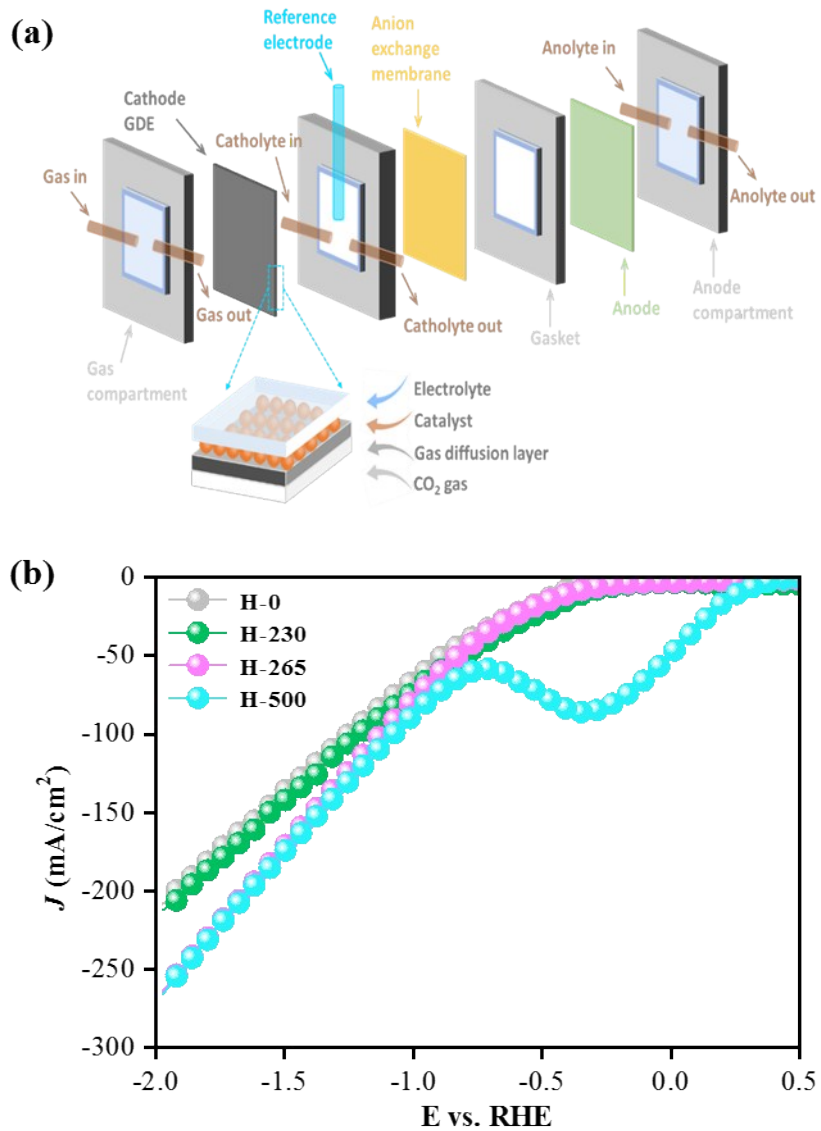 (a)
Reference
electrode
Anion
exchange
membrane
Anolyte in
Cathode
GDE
Catholyte in
Gas in
Anolyte out
Gas out
Catholyte out
Gas
compartment
Gasket
Anode
Anode
compartment
Electrolyte
Catalyst
Gas diffusion layer
CO₂ gas
(b)
0
-50
-100
-150
-200
-250
-300
J (mA/cm²)
H-0
H-230
H-265
H-500
-2.0 -1.5 -1.0 -0.5 0.0 0.5
E vs. RHE